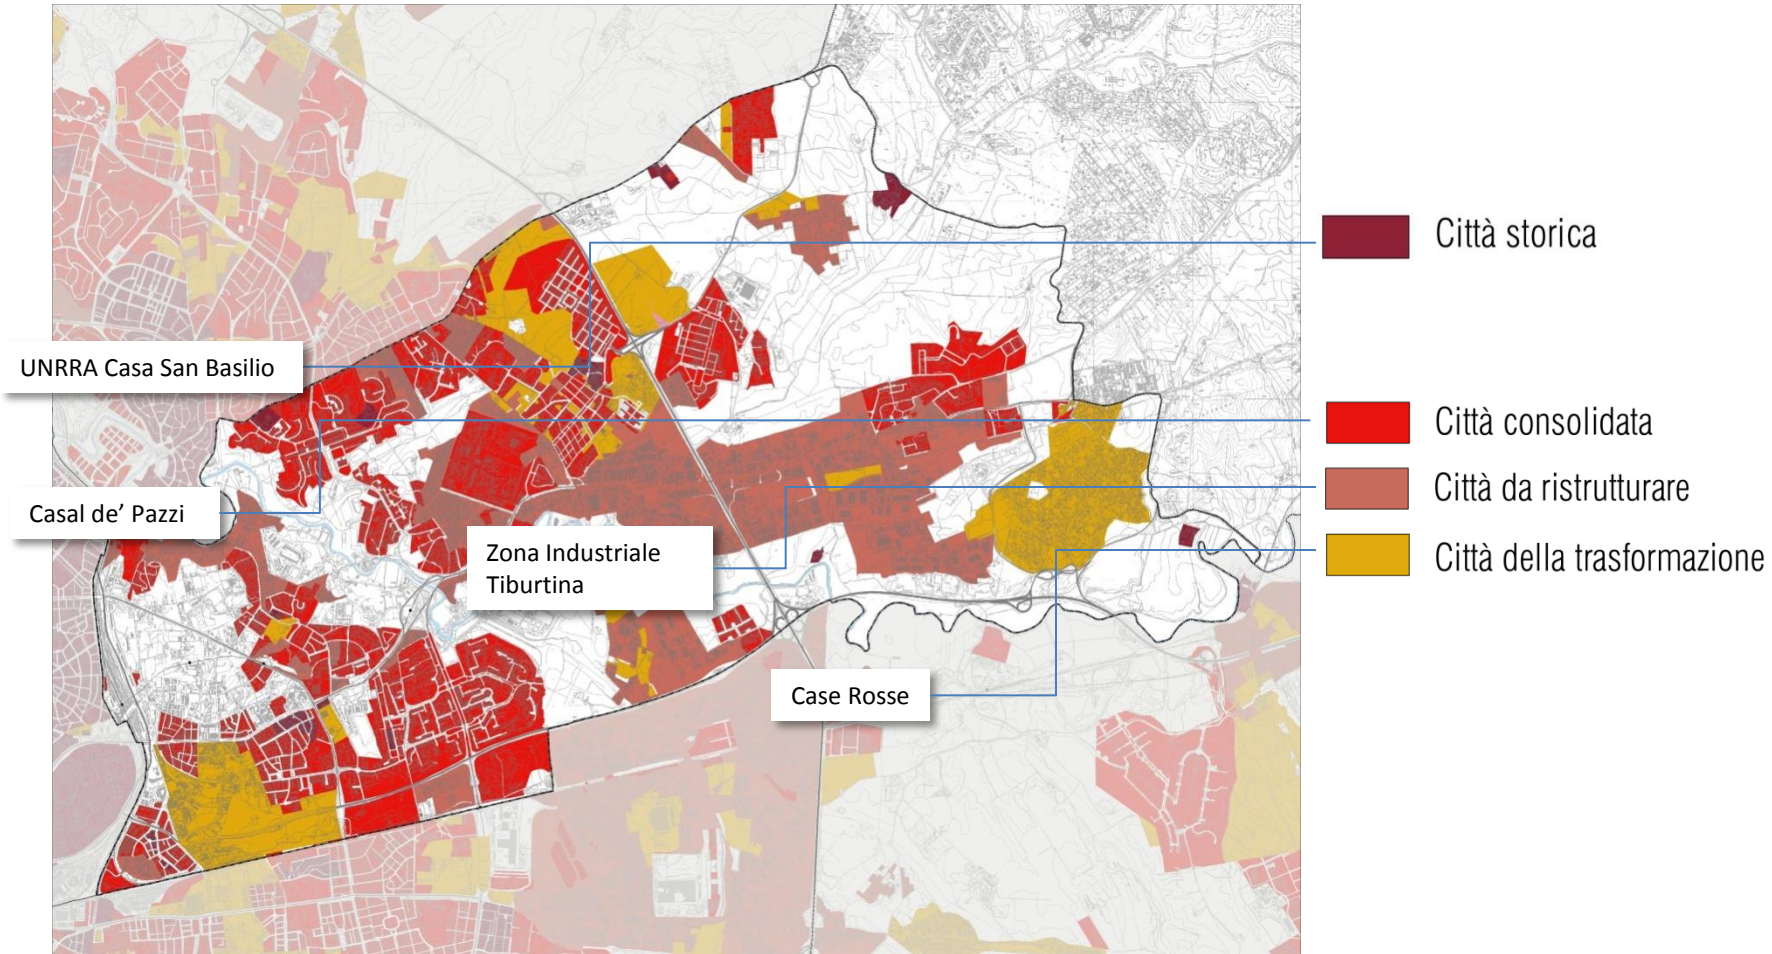 Città storica
UNRRA Casa San Basilio
Città consolidata
Città da ristrutturare
Casal de’ Pazzi
Zona Industriale
Tiburtina
Città della trasformazione
Case Rosse